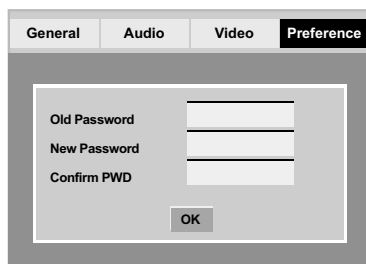 General Audio Video Preference
Old Password
New Password
Confirm PWD
OK